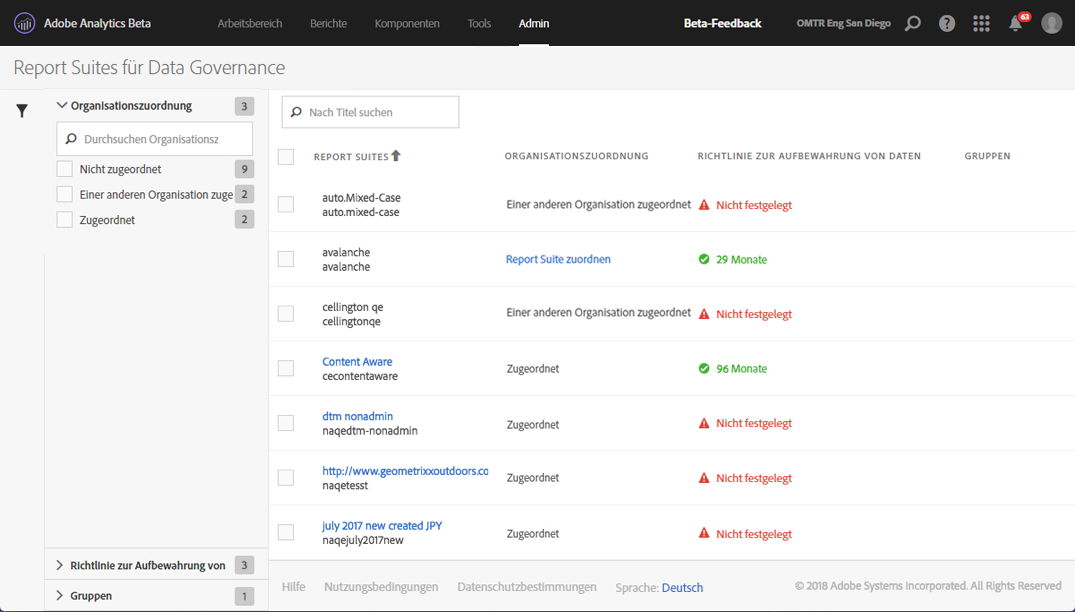 Adobe Analytics Beta
Arbeitsbereich Berichte Komponenten Tools Admin Beta-Feedback OMTR Eng San Diego ? 63
Report Suites für Data Governance
Organisationszuordnung 3
Durchsuchen Organisationsz
Nicht zugeordnet 9
Einer anderen Organisation zuge 2
Zugeordnet 2
Richtlinie zur Aufbewahrung von 3
Gruppen 1
Nach Titel suchen
REPORT SUITES ORGANISATIONSZUORDNUNG RICHTLINIE ZUR AUFBEWAHRUNG VON DATEN GRUPPEN
auto.Mixed-Case
auto.mixed-case
Einer anderen Organisation zugeordnet Nicht festgelegt
avalanche
avalanche
Report Suite zuordnen 29 Monate
cellington qe
cellingtonqe
Einer anderen Organisation zugeordnet Nicht festgelegt
Content Aware
cecontentaware
Zugeordnet 96 Monate
dtm nonadmin
naqedtm-nonadmin
Zugeordnet Nicht festgelegt
http://www.geometrixxoutdoors.co
naqetesst
Zugeordnet Nicht festgelegt
july 2017 new created JPY
naqejuly2017new
Zugeordnet Nicht festgelegt
Hilfe Nutzungsbedingungen Datenschutzbestimmungen Sprache: Deutsch © 2018 Adobe Systems Incorporated. All Rights Reserved